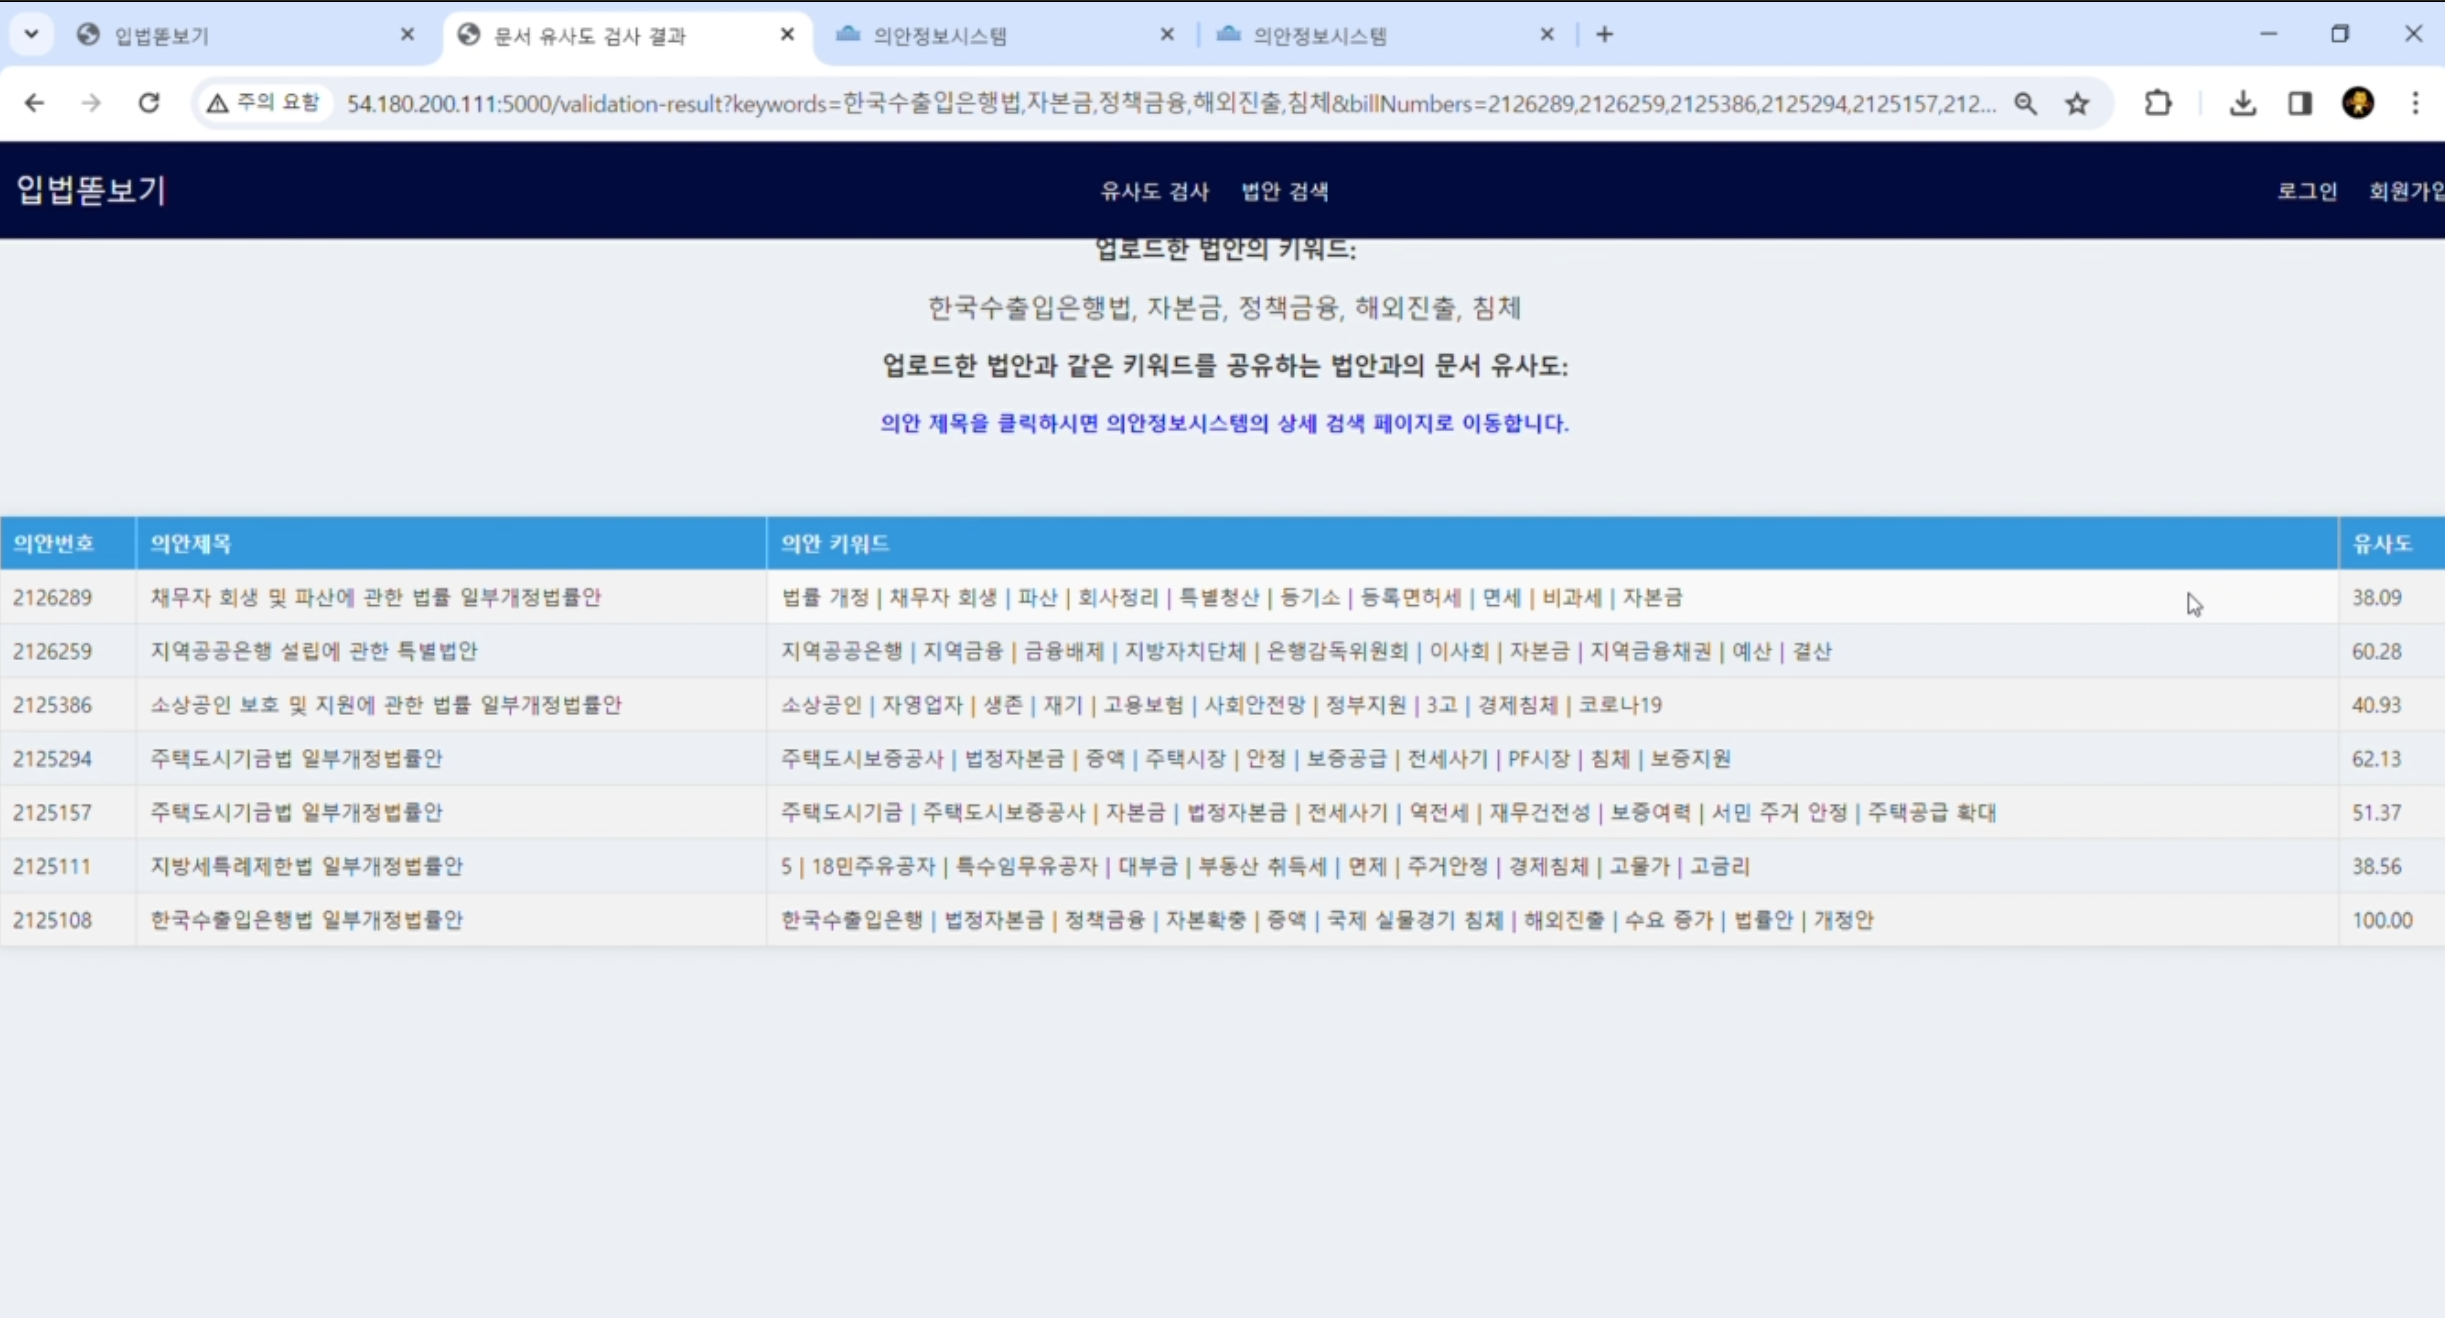 입법똗보기
문서 유사도 검사 결과
의안정보시스템
의안정보시스템
주의 요함
54.180.200.111:5000/validation-result?keywords=한국수출입은행법,자본금,정책금융,해외진출,침체&billNumbers=2126289,2126259,2125386,2125294,2125157,212...
입법똗보기
유사도 검사
법안 검색
로그인
회원가입
업로드한 법안의 키워드:
한국수출입은행법, 자본금, 정책금융, 해외진출, 침체
업로드한 법안과 같은 키워드를 공유하는 법안과의 문서 유사도:
의안 제목을 클릭하시면 의안정보시스템의 상세 검색 페이지로 이동합니다.
의안번호 의안제목 의안 키워드 유사도
2126289 채무자 회생 및 파산에 관한 법률 일부개정법률안 법률 개정 | 채무자 회생 | 파산 | 회사정리 | 특별청산 | 등기소 | 등록면허세 | 면세 | 비과세 | 자본금 38.09
2126259 지역공공은행 설립에 관한 특별법안 지역공공은행 | 지역금융 | 금융배제 | 지방자치단체 | 은행감독위원회 | 이사회 | 자본금 | 지역금융채권 | 예산 | 결산 60.28
2125386 소상공인 보호 및 지원에 관한 법률 일부개정법률안 소상공인 | 자영업자 | 생존 | 재기 | 고용보험 | 사회안전망 | 정부지원 | 3고 | 경제침체 | 코로나19 40.93
2125294 주택도시기금법 일부개정법률안 주택도시보증공사 | 법정자본금 | 증액 | 주택시장 | 안정 | 보증공급 | 전세사기 | PF시장 | 침체 | 보증지원 62.13
2125157 주택도시기금법 일부개정법률안 주택도시기금 | 주택도시보증공사 | 자본금 | 법정자본금 | 전세사기 | 역전세 | 재무건전성 | 보증여력 | 서민 주거 안정 | 주택공급 확대 51.37
2125111 지방세특례제한법 일부개정법률안 5 | 18민주유공자 | 특수임무유공자 | 대부금 | 부동산 취득세 | 면제 | 주거안정 | 경제침체 | 고물가 | 고금리 38.56
2125108 한국수출입은행법 일부개정법률안 한국수출입은행 | 법정자본금 | 정책금융 | 자본확충 | 증액 | 국제 실물경기 침체 | 해외진출 | 수요 증가 | 법률안 | 개정안 100.00